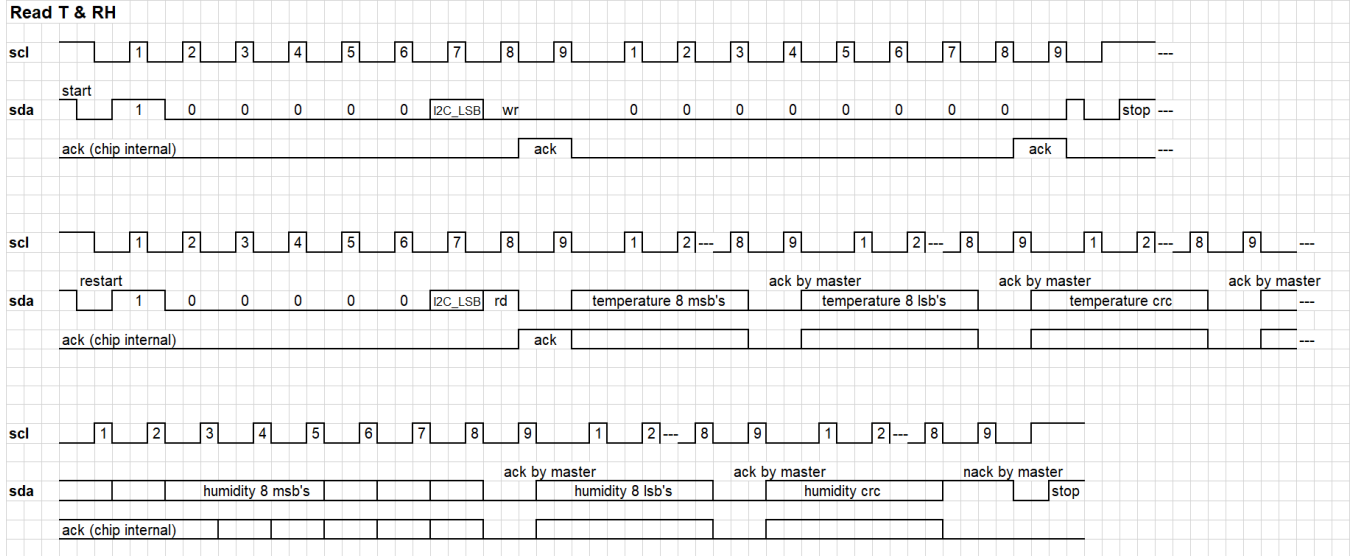 Read T & RH
scl 1 2 3 4 5 6 7 8 9 1 2 3 4 5 6 7 8 9 ---
start
sda 1 0 0 0 0 0 I2C_LSB wr 0 0 0 0 0 0 0 0 stop ---
ack (chip internal) ack ack ---
scl 1 2 3 4 5 6 7 8 9 1 2 --- 8 9 1 2 --- 8 9 1 2 --- 8 9 ---
restart ack by master ack by master ack by master
sda 1 0 0 0 0 0 I2C_LSB rd temperature 8 msb's temperature 8 lsb's temperature crc ---
ack (chip internal) ack ---
scl 1 2 3 4 5 6 7 8 9 1 2 --- 8 9 1 2 --- 8 9
ack by master ack by master nack by master
sda humidity 8 msb's humidity 8 lsb's humidity crc stop
ack (chip internal)